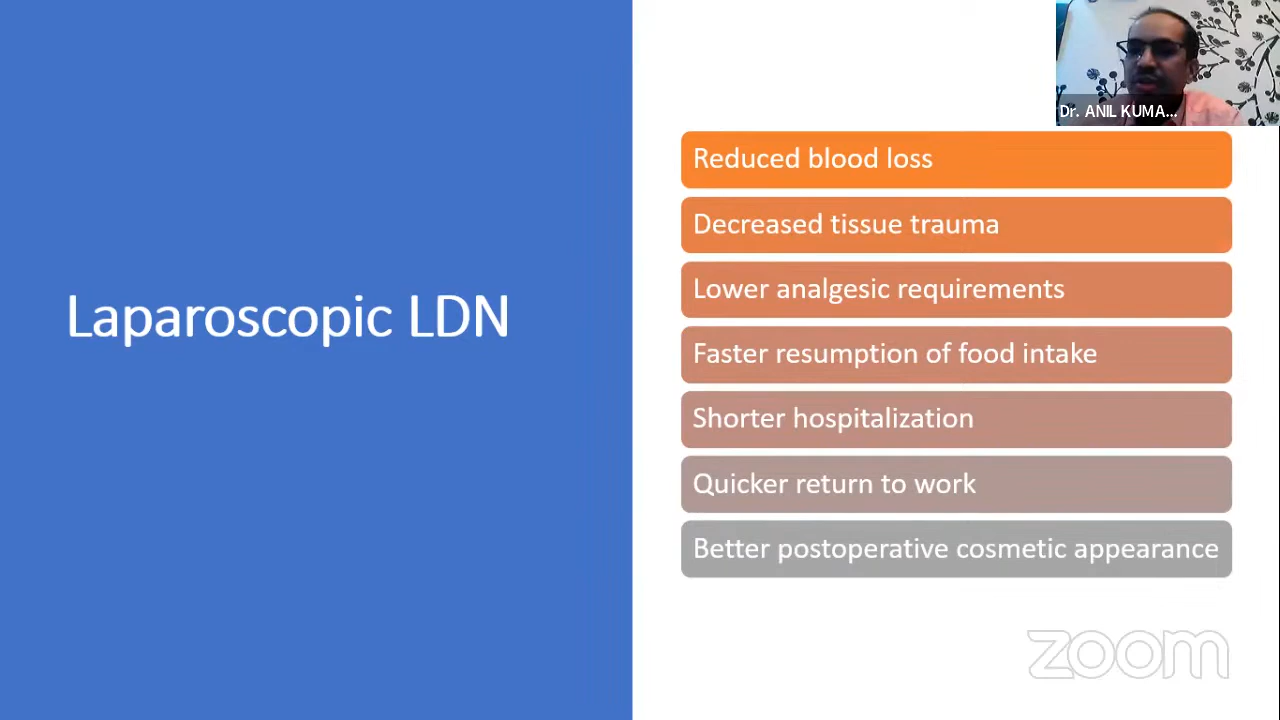 Dr. ANIL KUMA...
Laparoscopic LDN
Reduced blood loss
Decreased tissue trauma
Lower analgesic requirements
Faster resumption of food intake
Shorter hospitalization
Quicker return to work
Better postoperative cosmetic appearance
zoom